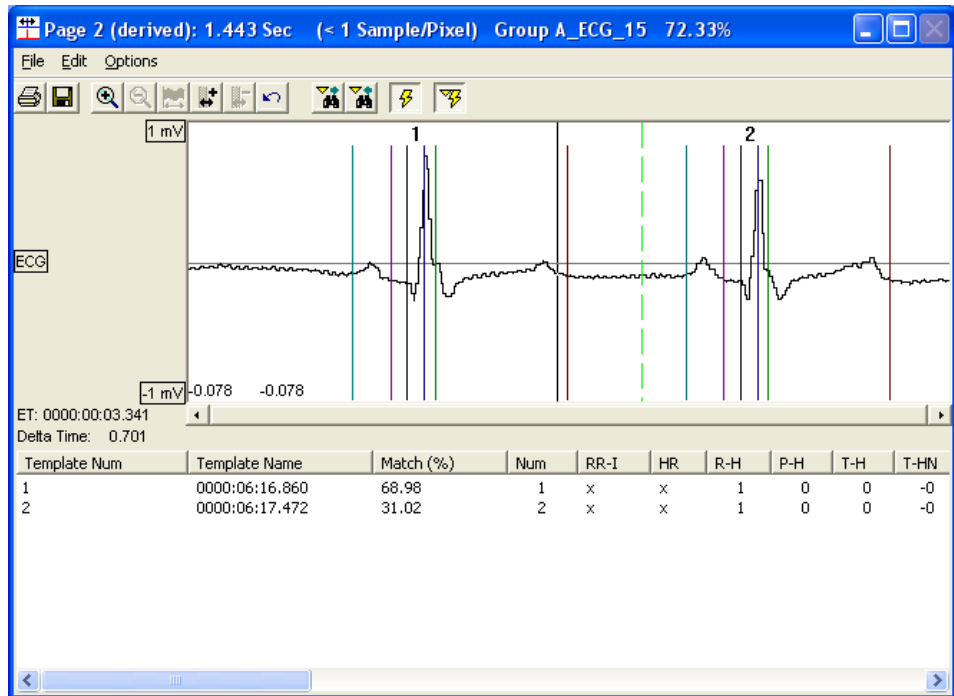 Page 2 (derived): 1.443 Sec (< 1 Sample/Pixel) Group A_ECG_15 72.33%
File Edit Options
1 mV
1 2
ECG
-1 mV -0.078 -0.078
ET: 0000:00:03.341
Delta Time: 0.701
Template Num Template Name Match (%) Num RR-I HR R-H P-H T-H T-HN
1 0000:06:16.860 68.98 1 x x 1 0 0 -0
2 0000:06:17.472 31.02 2 x x 1 0 0 -0